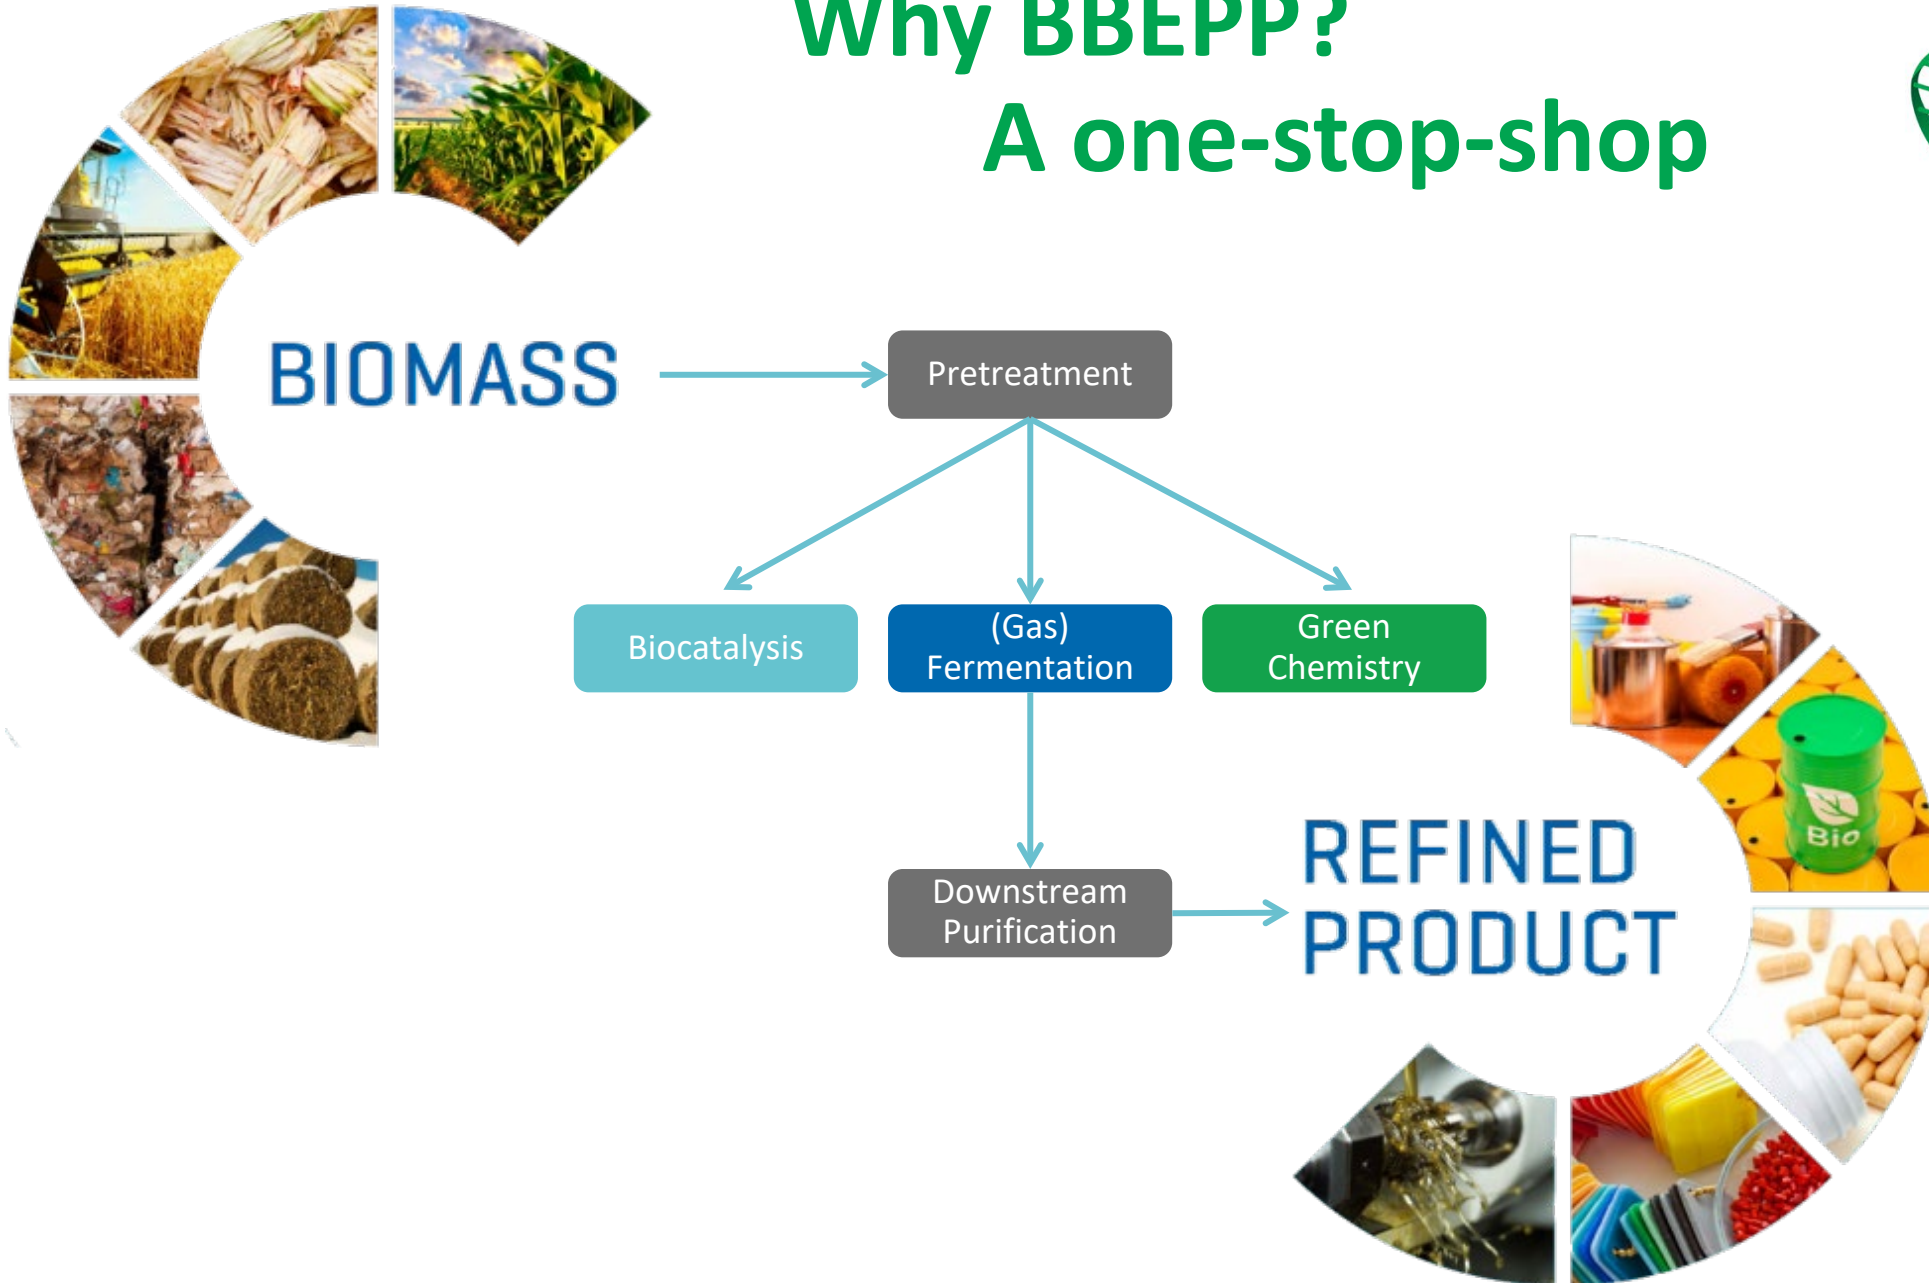 Why BBEPP?
A one-stop-shop
BIOMASS
Pretreatment
Biocatalysis
(Gas)
Fermentation
Green
Chemistry
Bio
Downstream
Purification
REFINED
PRODUCT